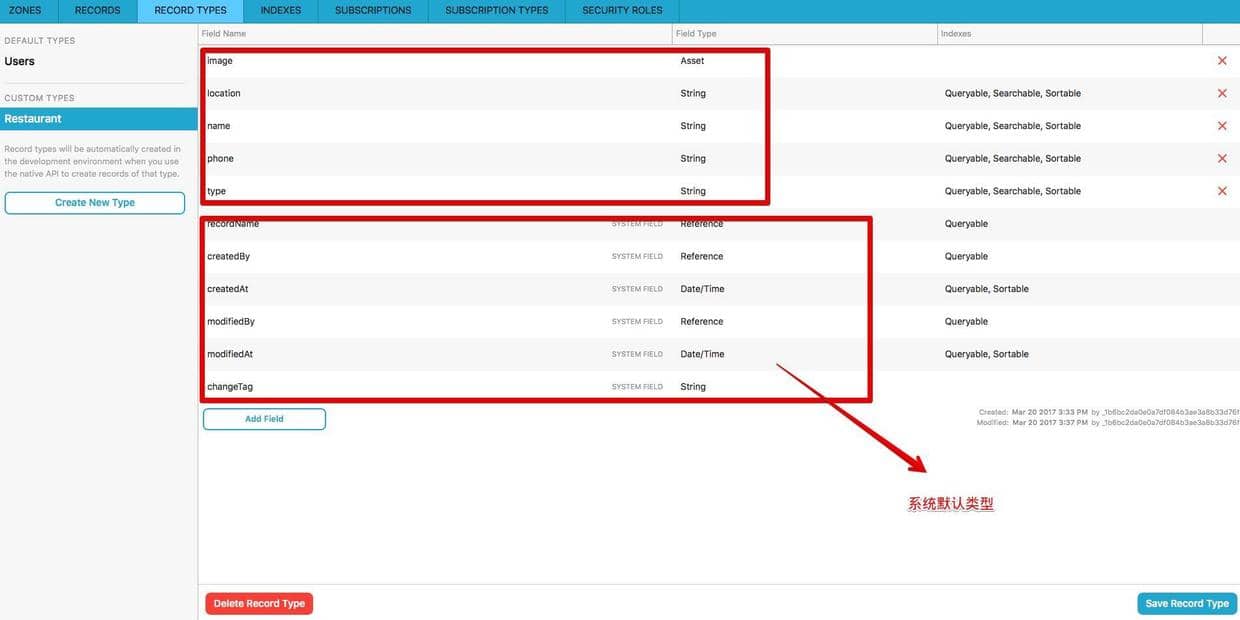 ZONES RECORDS RECORD TYPES INDEXES SUBSCRIPTIONS SUBSCRIPTION TYPES SECURITY ROLES
DEFAULT TYPES
Users
CUSTOM TYPES
Restaurant
Record types will be automatically created in
the development environment when you use
the native API to create records of that type.
Create New Type
Field Name Field Type Indexes
image Asset
location String Queryable, Searchable, Sortable
name String Queryable, Searchable, Sortable
phone String Queryable, Searchable, Sortable
type String Queryable, Searchable, Sortable
recordName SYSTEM FIELD Reference Queryable
createdBy SYSTEM FIELD Reference Queryable
createdAt SYSTEM FIELD Date/Time Queryable, Sortable
modifiedBy SYSTEM FIELD Reference Queryable
modifiedAt SYSTEM FIELD Date/Time Queryable, Sortable
changeTag SYSTEM FIELD String
Add Field
Created: Mar 20 2017 3:33 PM by
Modified: Mar 20 2017 3:37 PM by
系统默认类型
Delete Record Type Save Record Type